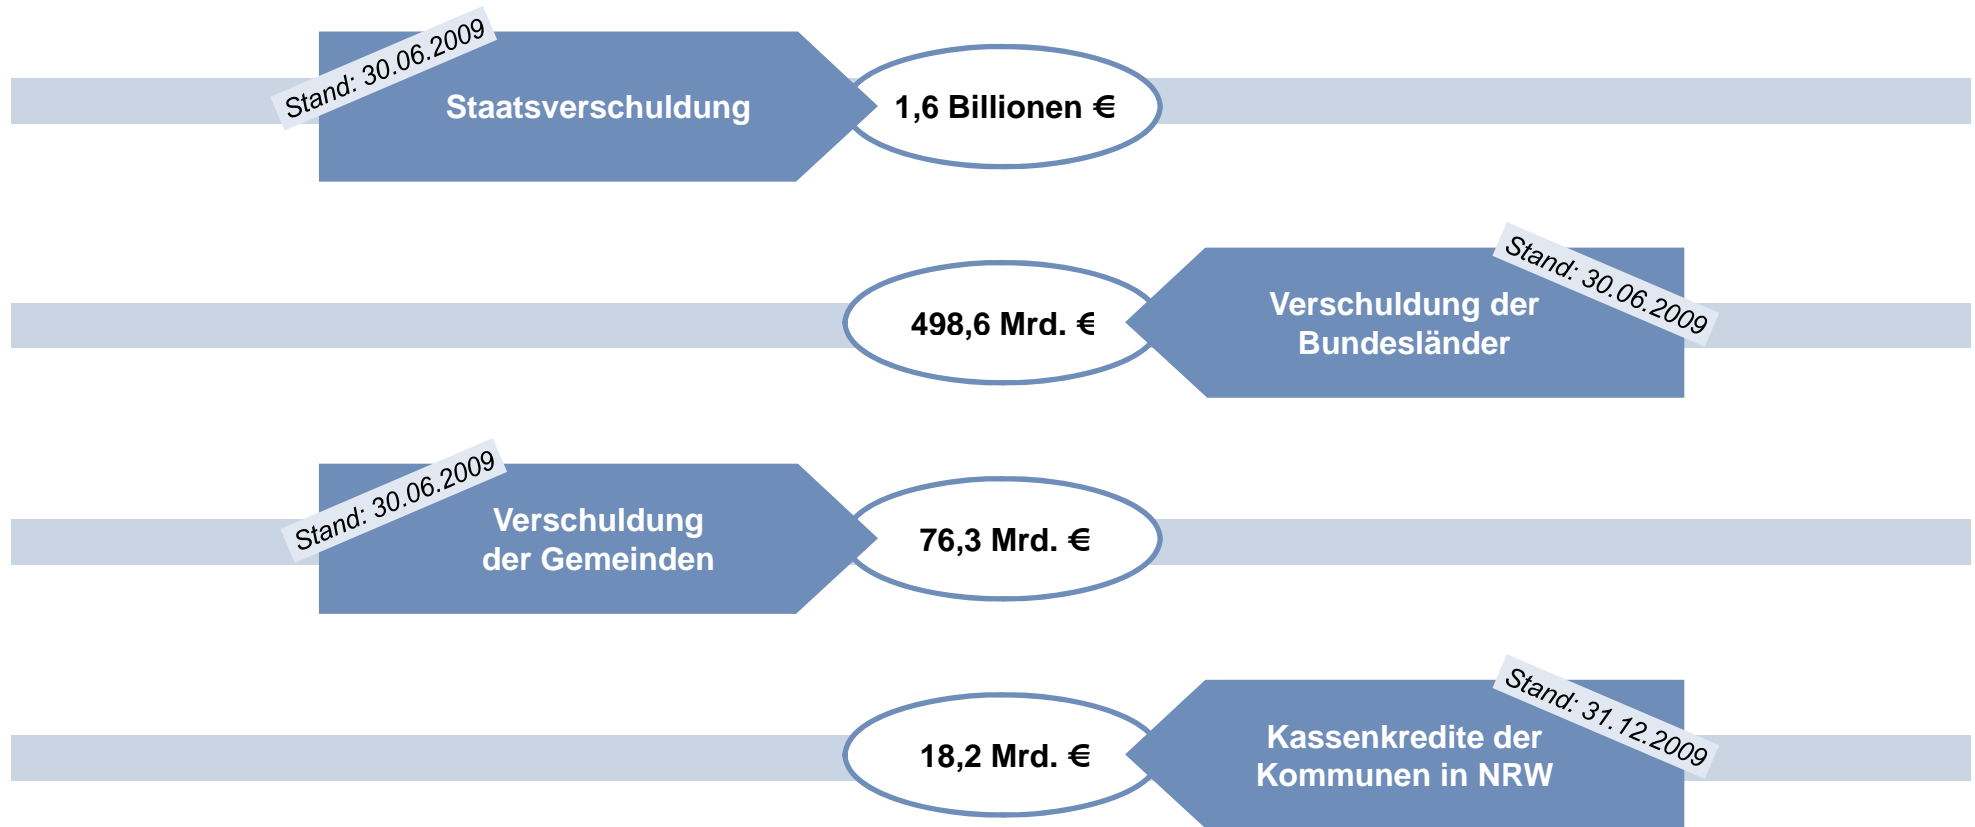 Stand: 30.06.2009
Staatsverschuldung
1,6 Billionen €
Stand: 30.06.2009
498,6 Mrd. €
Verschuldung der
Bundesländer
Stand: 30.06.2009
Verschuldung
der Gemeinden
76,3 Mrd. €
Stand: 31.12.2009
18,2 Mrd. €
Kassenkredite der
Kommunen in NRW